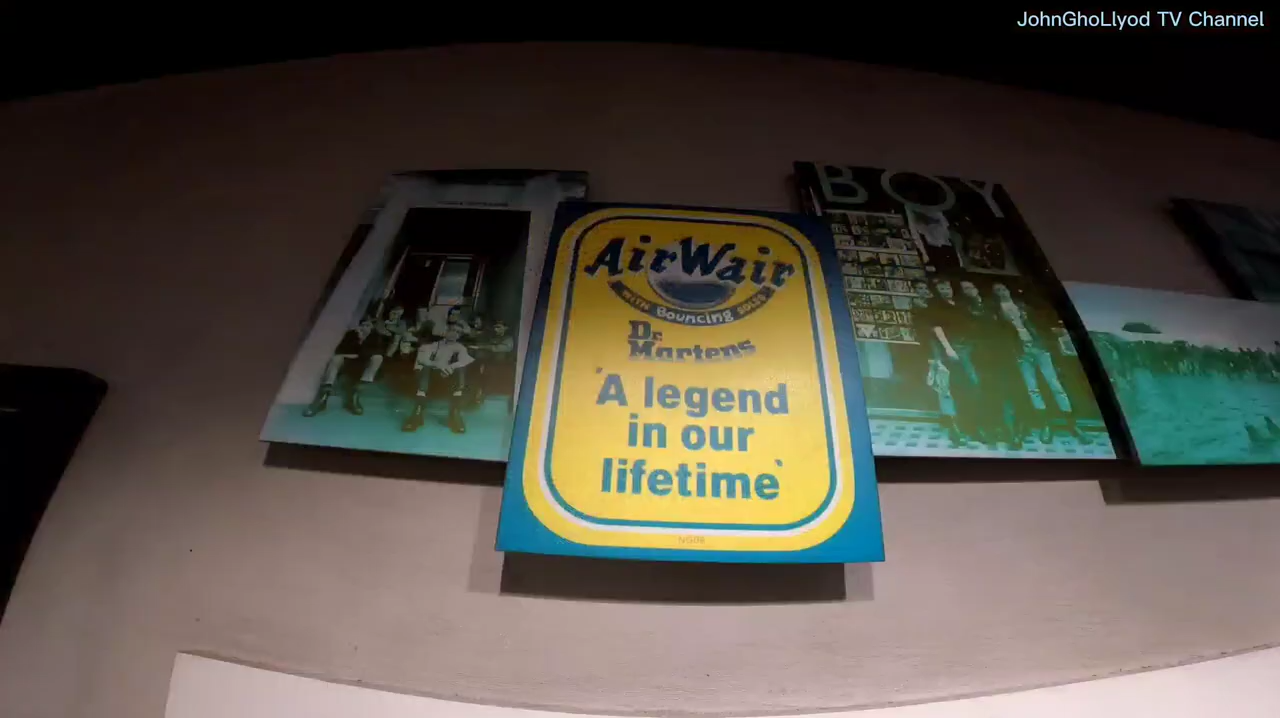 JohnGhoLlyod TV Channel
BOY
AirWair
WITH Bouncing SOLES
Dr.
Martens
'A legend
in our
lifetime'